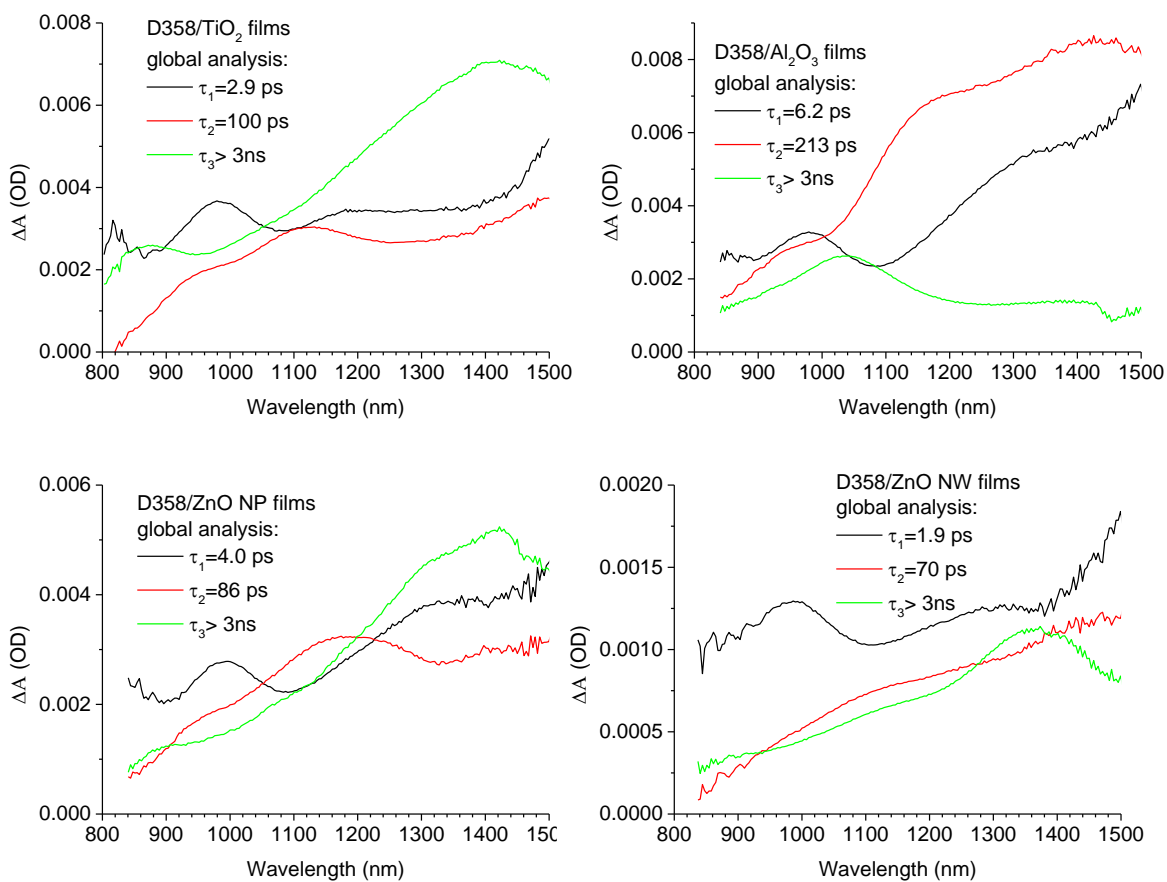 D358/TiO₂ films
global analysis:
τ₁=2.9 ps
τ₂=100 ps
τ₃> 3ns
ΔA (OD)
0.008
0.006
0.004
0.002
0.000
800 900 1000 1100 1200 1300 1400 1500
Wavelength (nm)
D358/Al₂O₃ films
global analysis:
τ₁=6.2 ps
τ₂=213 ps
τ₃> 3ns
ΔA (OD)
0.008
0.006
0.004
0.002
0.000
800 900 1000 1100 1200 1300 1400 1500
Wavelength (nm)
D358/ZnO NP films
global analysis:
τ₁=4.0 ps
τ₂=86 ps
τ₃> 3ns
ΔA (OD)
0.006
0.004
0.002
0.000
800 900 1000 1100 1200 1300 1400 150
Wavelength (nm)
D358/ZnO NW films
global analysis:
τ₁=1.9 ps
τ₂=70 ps
τ₃> 3ns
ΔA (OD)
0.0020
0.0015
0.0010
0.0005
0.0000
800 900 1000 1100 1200 1300 1400 1500
Wavelength (nm)